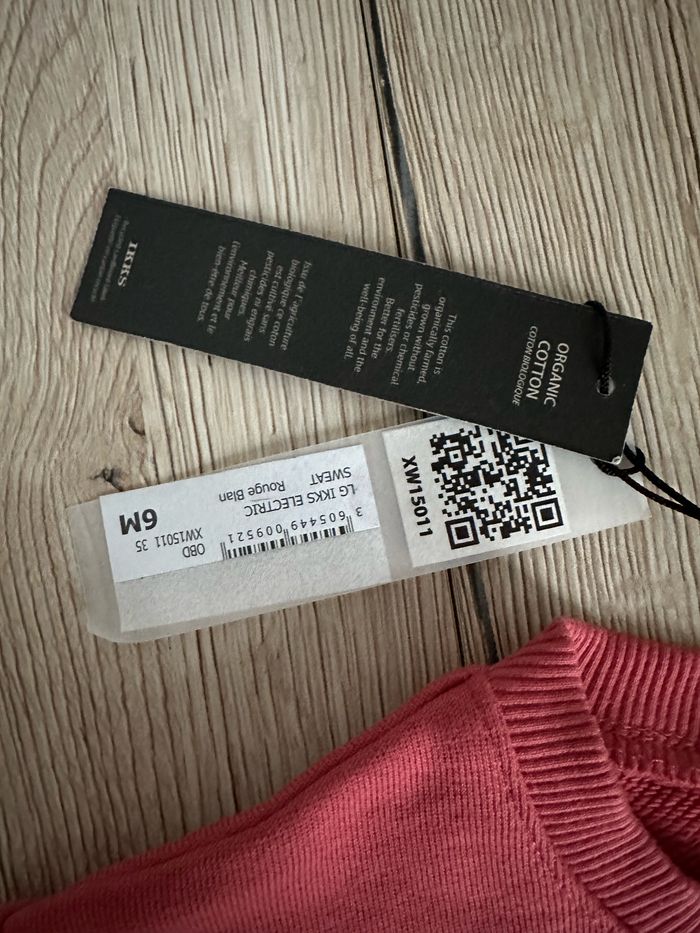 ORGANIC
COTTON
COTON BIOLOGIQUE
This cotton is
organically farmed,
grown without
pesticides or chemical
fertilisers.
Better for the
environment and the
well-being of all.
Issu de l'agriculture
biologique ce coton
est cultivé sans
pesticides ni engrais
chimiques.
Meilleur pour
l'environnement et le
bien-être de tous.
IKKS
XW15011
LG IKKS ELECTRIC
SWEAT
Rouge Blan
3 605449 009521
OBD
XW15011 35
6M